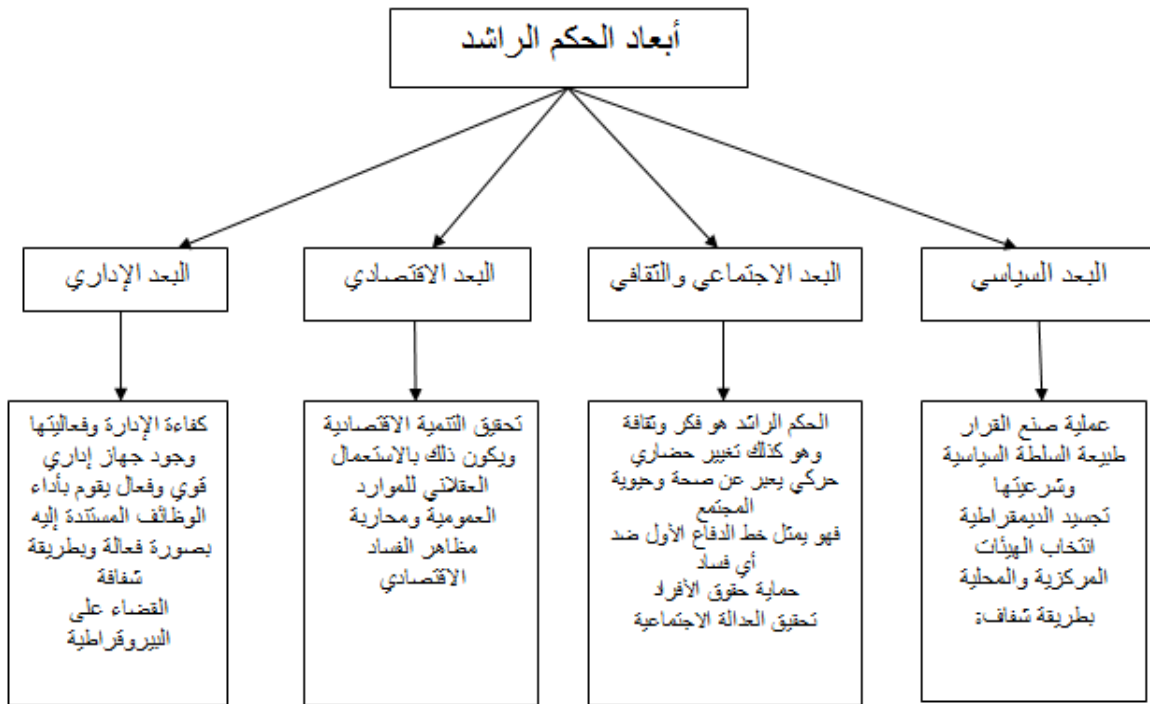 أبعاد الحكم الراشد
البعد السياسي
البعد الاجتماعي والثقافي
البعد الاقتصادي
البعد الإداري
عملية صنع القرار
طبيعة السلطة السياسية
وشرعيتها
تجسيد الديمقراطية
انتخاب الهيئات
المركزية والمحلية
بطريقة شفافة
الحكم الراشد هو فكر وثقافة
وهو كذلك تغيير حضاري
حركي يعبر عن صحة وحيوية
المجتمع
فهو يمثل خط الدفاع الأول ضد
أي فساد
حماية حقوق الأفراد
تحقيق العدالة الاجتماعية
تحقيق التنمية الاقتصادية
ويكون ذلك بالاستعمال
العقلاني للموارد
العمومية ومحاربة
مظاهر الفساد
الاقتصادي
كفاءة الإدارة وفعاليتها
وجود جهاز إداري
قوي وفعال يقوم بأداء
الوظائف المستندة إليه
بصورة فعالة وبطريقة
شفافة
القضاء على
البيروقراطية